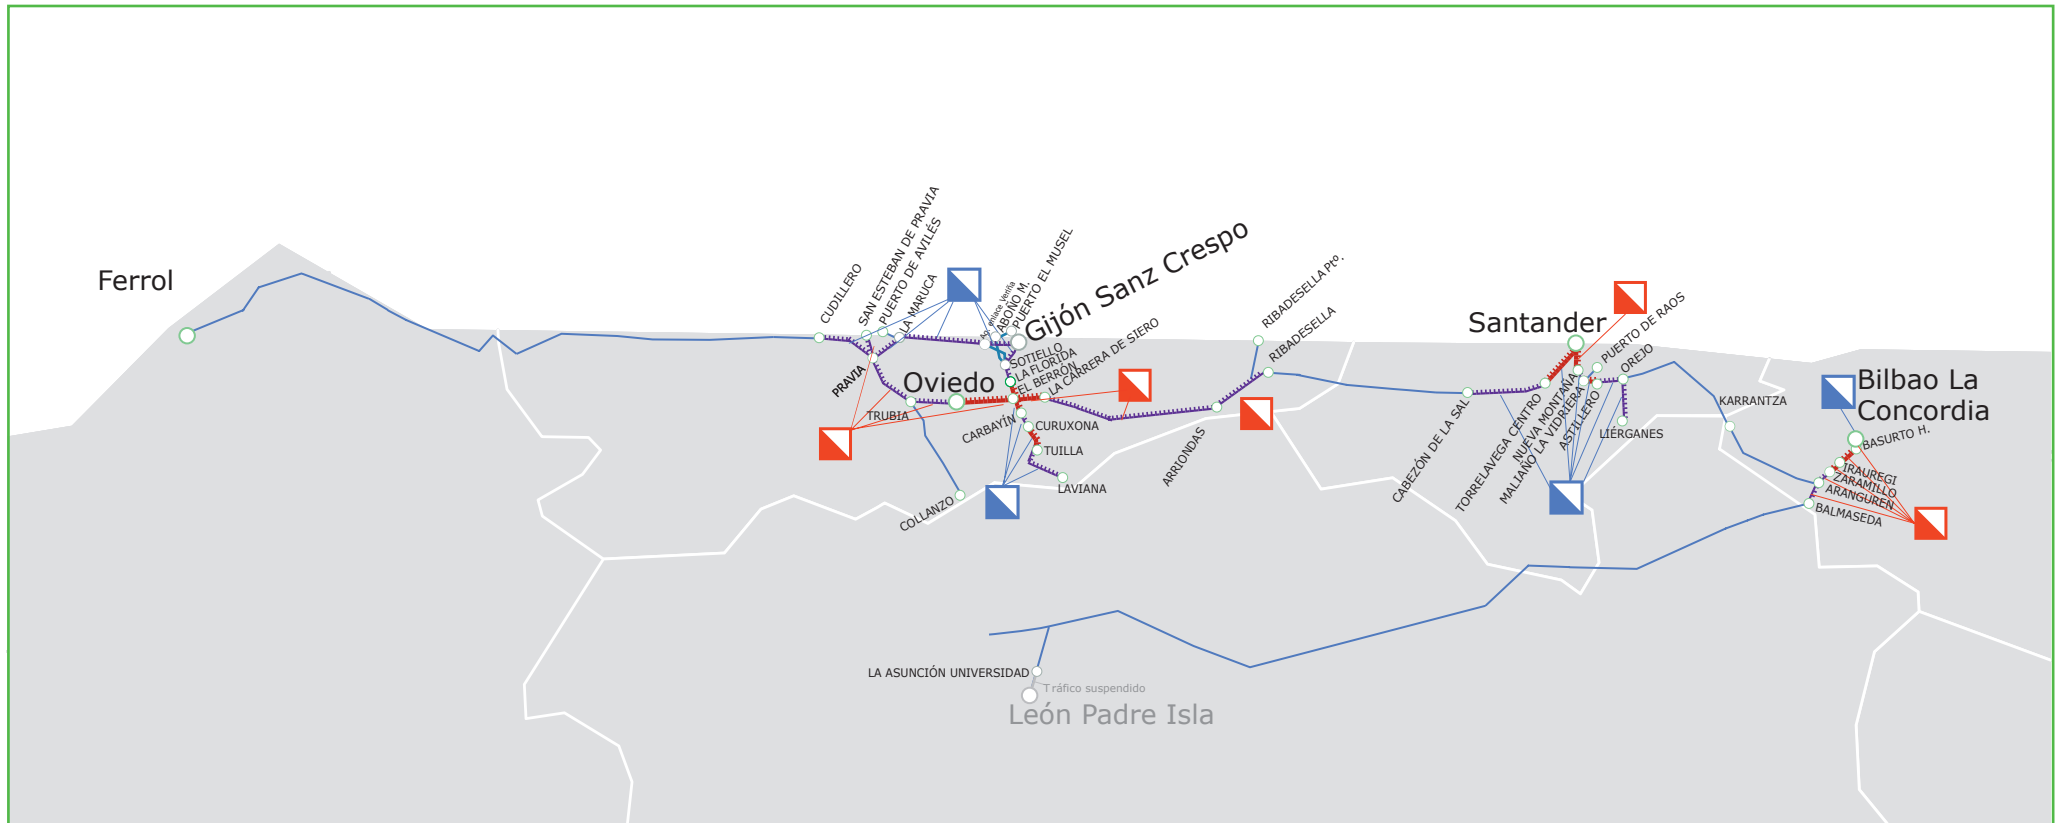 Ferrol
CUDILLERO
SAN ESTEBAN DE PRAVIA
PUERTO DE AVILÉS
LA MARUCA
enlace Veriña
ABOÑO M.
PUERTO EL MUSEL
Gijón Sanz Crespo
SOTIELLO
LA FLORIDA
EL BERRÓN
LA CARRERA DE SIERO
PRAVIA
Oviedo
TRUBIA
CARBAYÍN
CURUXONA
TUILLA
LAVIANA
COLLANZO
RIBADESELLA Pto.
RIBADESELLA
ARRIONDAS
Santander
CABEZÓN DE LA SAL
TORRELAVEGA CENTRO
NUEVA MONTAÑA
MALIAÑO LA VIDRIERA
ASTILLERO
PUERTO DE RAOS
OREJO
LIÉRGANES
KARRANTZA
Bilbao La
Concordia
BASURTO H.
IRAUREGI
ZARAMILLO
ARANGUREN
BALMASEDA
LA ASUNCIÓN UNIVERSIDAD
Tráfico suspendido
León Padre Isla